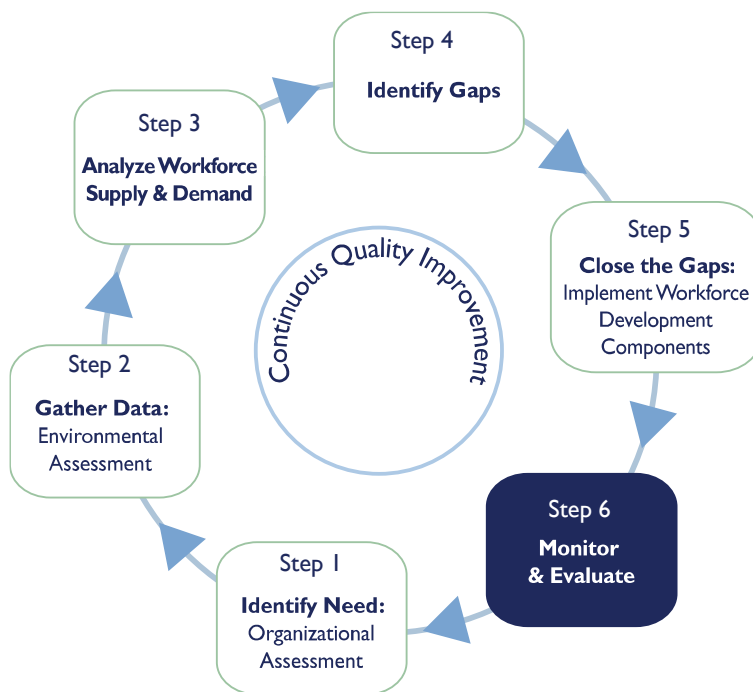 Step 4
Identify Gaps
Step 3
Analyze Workforce
Supply & Demand
Step 5
Close the Gaps:
Implement Workforce
Development
Components
Continuous Quality Improvement
Step 2
Gather Data:
Environmental
Assessment
Step 6
Monitor
& Evaluate
Step 1
Identify Need:
Organizational
Assessment